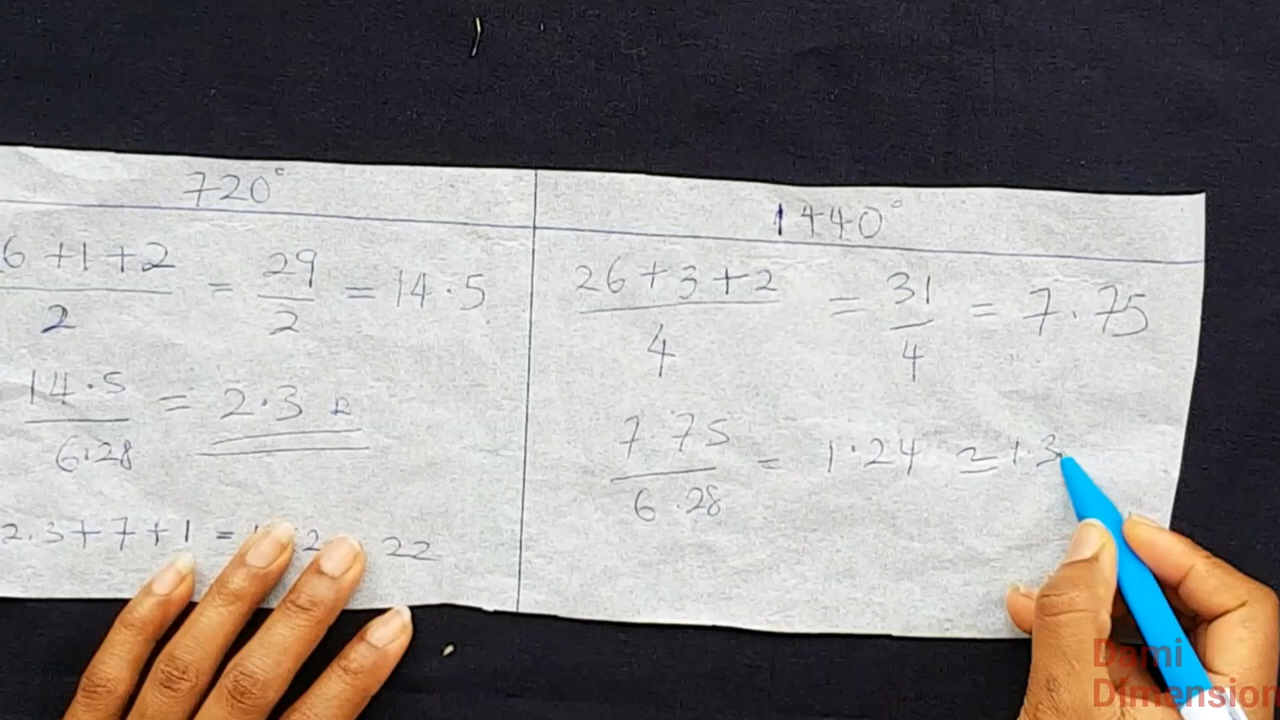 720°
6 + 1 + 2 / 2 = 29 / 2 = 14.5
14.5 / 6.28 = 2.3 R
2.3 + 7 + 1 = 22
1440°
26 + 3 + 2 / 4 = 31 / 4 = 7.75
7.75 / 6.28 = 1.24 ≃ 1.3
Dami
Dimension